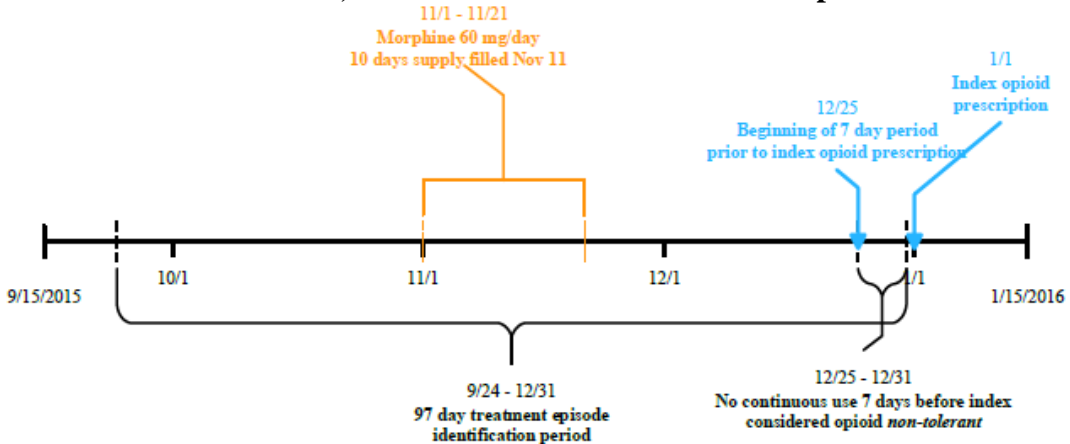 11/1 - 11/21
Morphine 60 mg/day
10 days supply filled Nov 11
1/1
Index opioid
prescription
12/25
Beginning of 7 day period
prior to index opioid prescription
10/1
11/1
12/1
1/1
9/15/2015
1/15/2016
9/24 - 12/31
97 day treatment episode
identification period
12/25 - 12/31
No continuous use 7 days before index
considered opioid non-tolerant